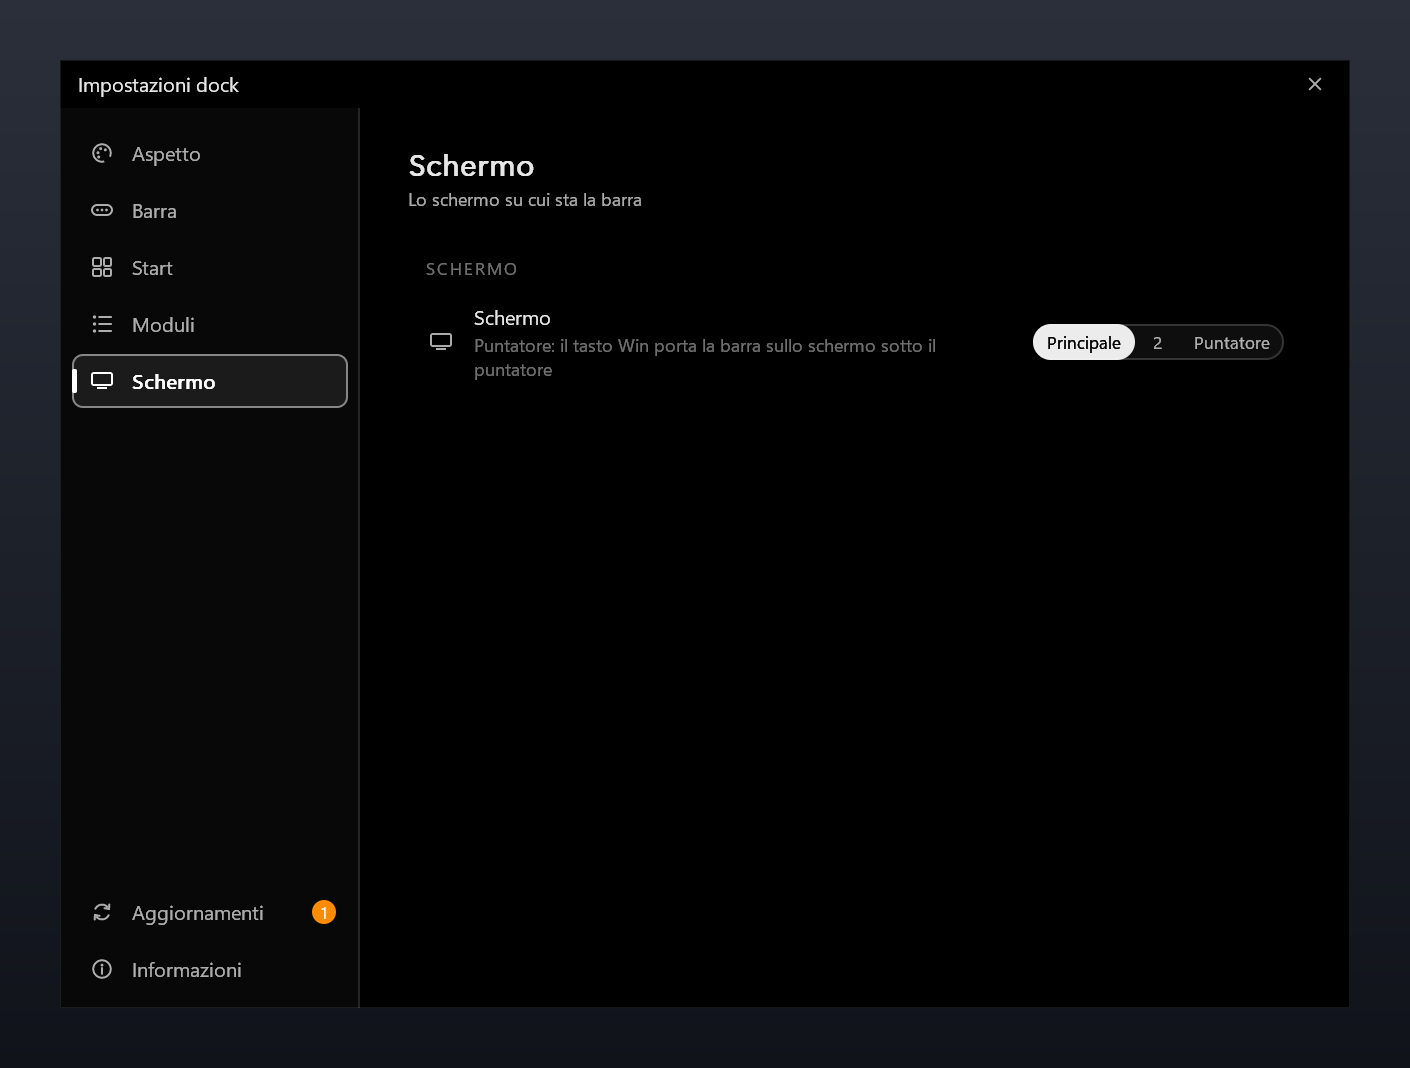 Impostazioni dock
Aspetto
Barra
Start
Moduli
Schermo
Aggiornamenti
1
Informazioni
Schermo
Lo schermo su cui sta la barra
SCHERMO
Schermo
Puntatore: il tasto Win porta la barra sullo schermo sotto il
puntatore
Principale 2 Puntatore